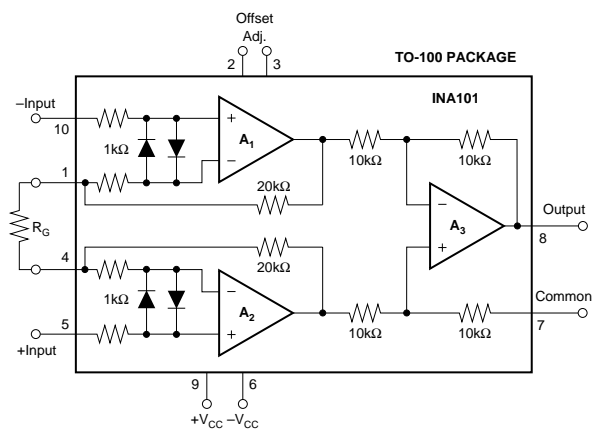 Offset
Adj.
2 3
TO-100 PACKAGE
INA101
–Input
10
1kΩ
+
–
A1
10kΩ
10kΩ
1
20kΩ
RG
–
+
A3
Output
8
4
20kΩ
1kΩ
–
+
A2
10kΩ
10kΩ
Common
7
5
+Input
9 6
+VCC –VCC